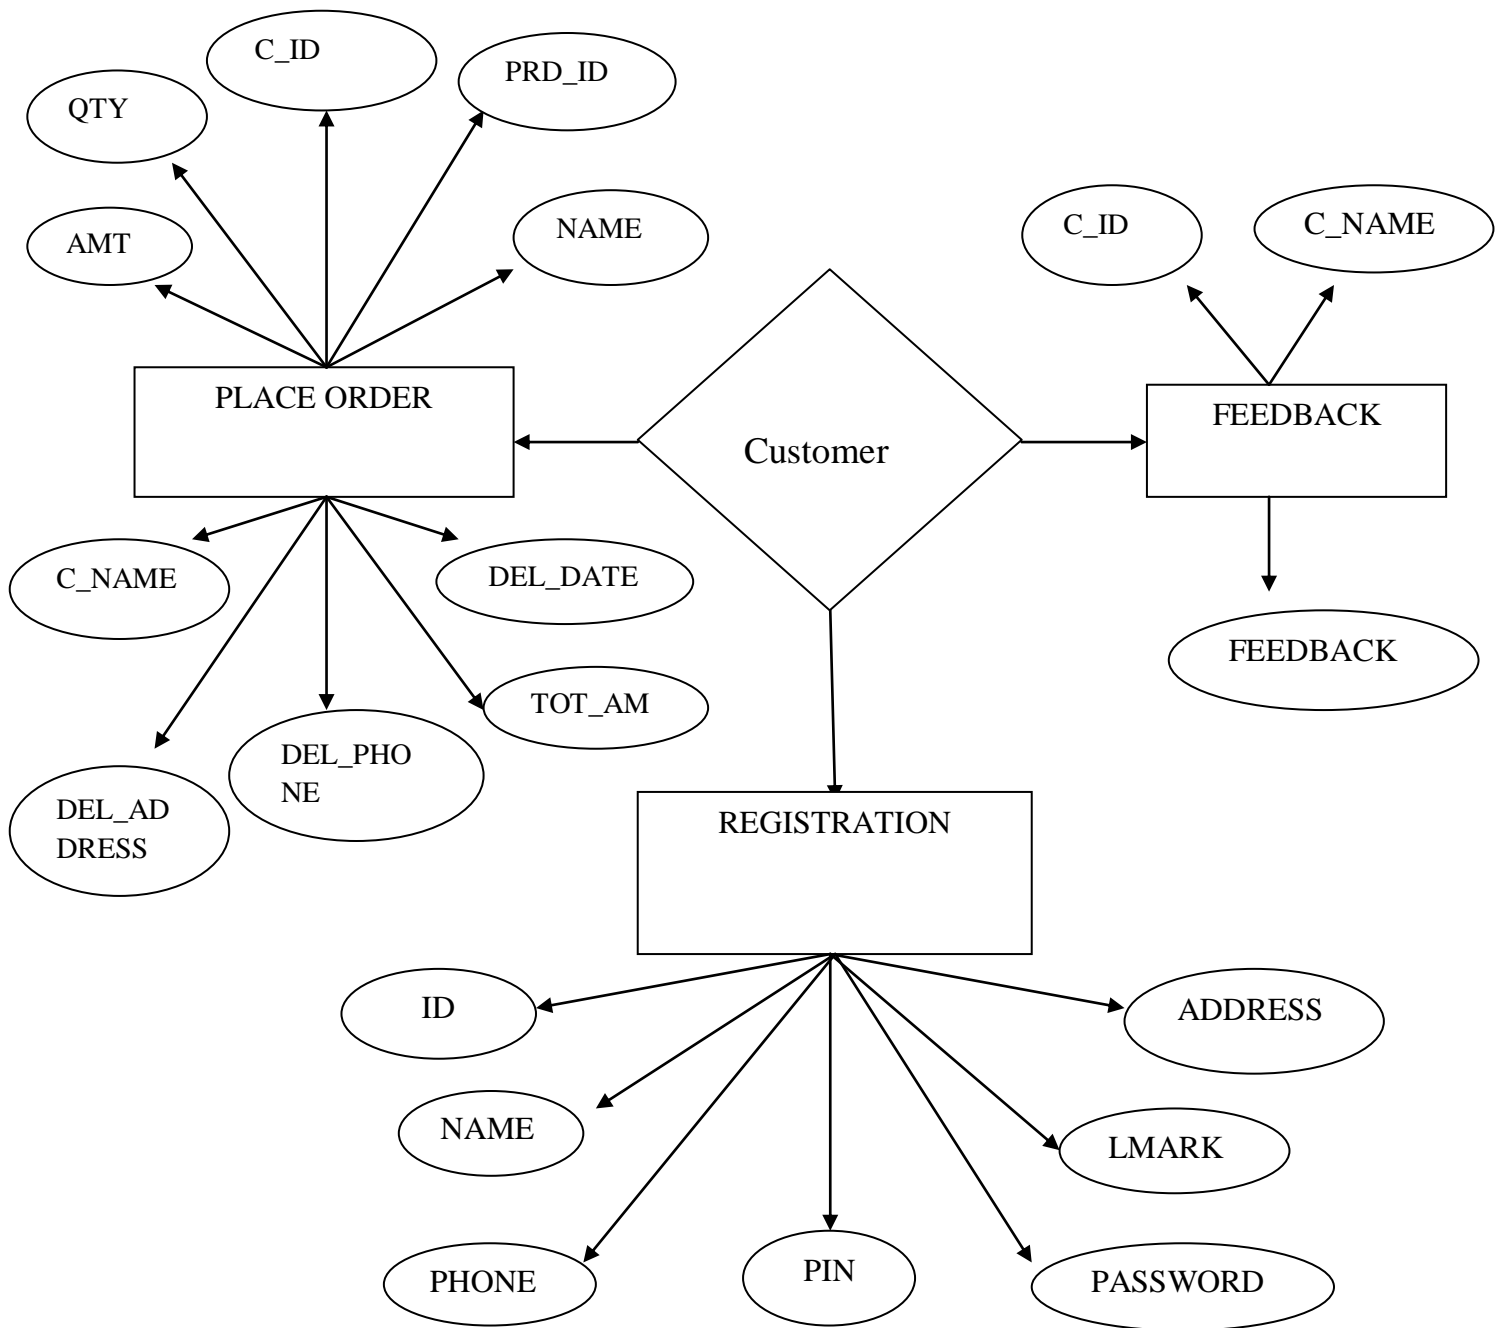 C_ID
PRD_ID
QTY
AMT
NAME
C_ID
C_NAME
PLACE ORDER
Customer
FEEDBACK
C_NAME
DEL_DATE
FEEDBACK
TOT_AM
DEL_PHO
NE
DEL_AD
DRESS
REGISTRATION
ID
ADDRESS
NAME
LMARK
PHONE
PIN
PASSWORD